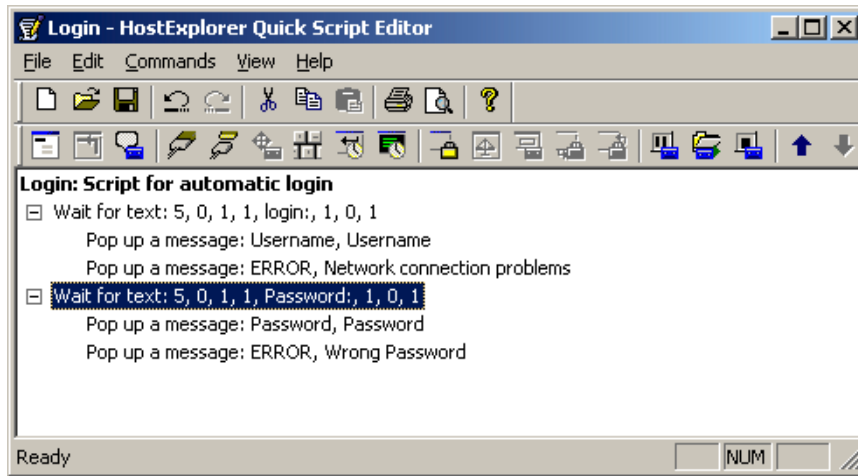 Login - HostExplorer Quick Script Editor
File Edit Commands View Help
Login: Script for automatic login
Wait for text: 5, 0, 1, 1, login:, 1, 0, 1
Pop up a message: Username, Username
Pop up a message: ERROR, Network connection problems
Wait for text: 5, 0, 1, 1, Password:, 1, 0, 1
Pop up a message: Password, Password
Pop up a message: ERROR, Wrong Password
Ready NUM